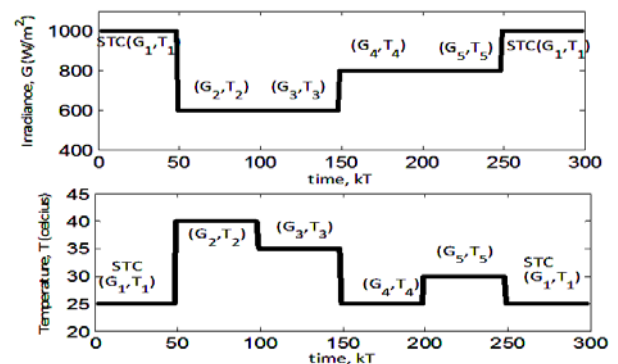 1000
800
600
400
Irradiance, G (W/m²)
STC(G₁,T₁)
(G₂,T₂)
(G₃,T₃)
(G₄,T₄)
(G₅,T₅)
STC(G₁,T₁)
0 50 100 150 200 250 300
time, kT
45
40
35
30
25
20
Temperature, T (celcius)
STC
(G₁,T₁)
(G₂,T₂)
(G₃,T₃)
(G₄,T₄)
(G₅,T₅)
STC
(G₁,T₁)
0 50 100 150 200 250 300
time, kT